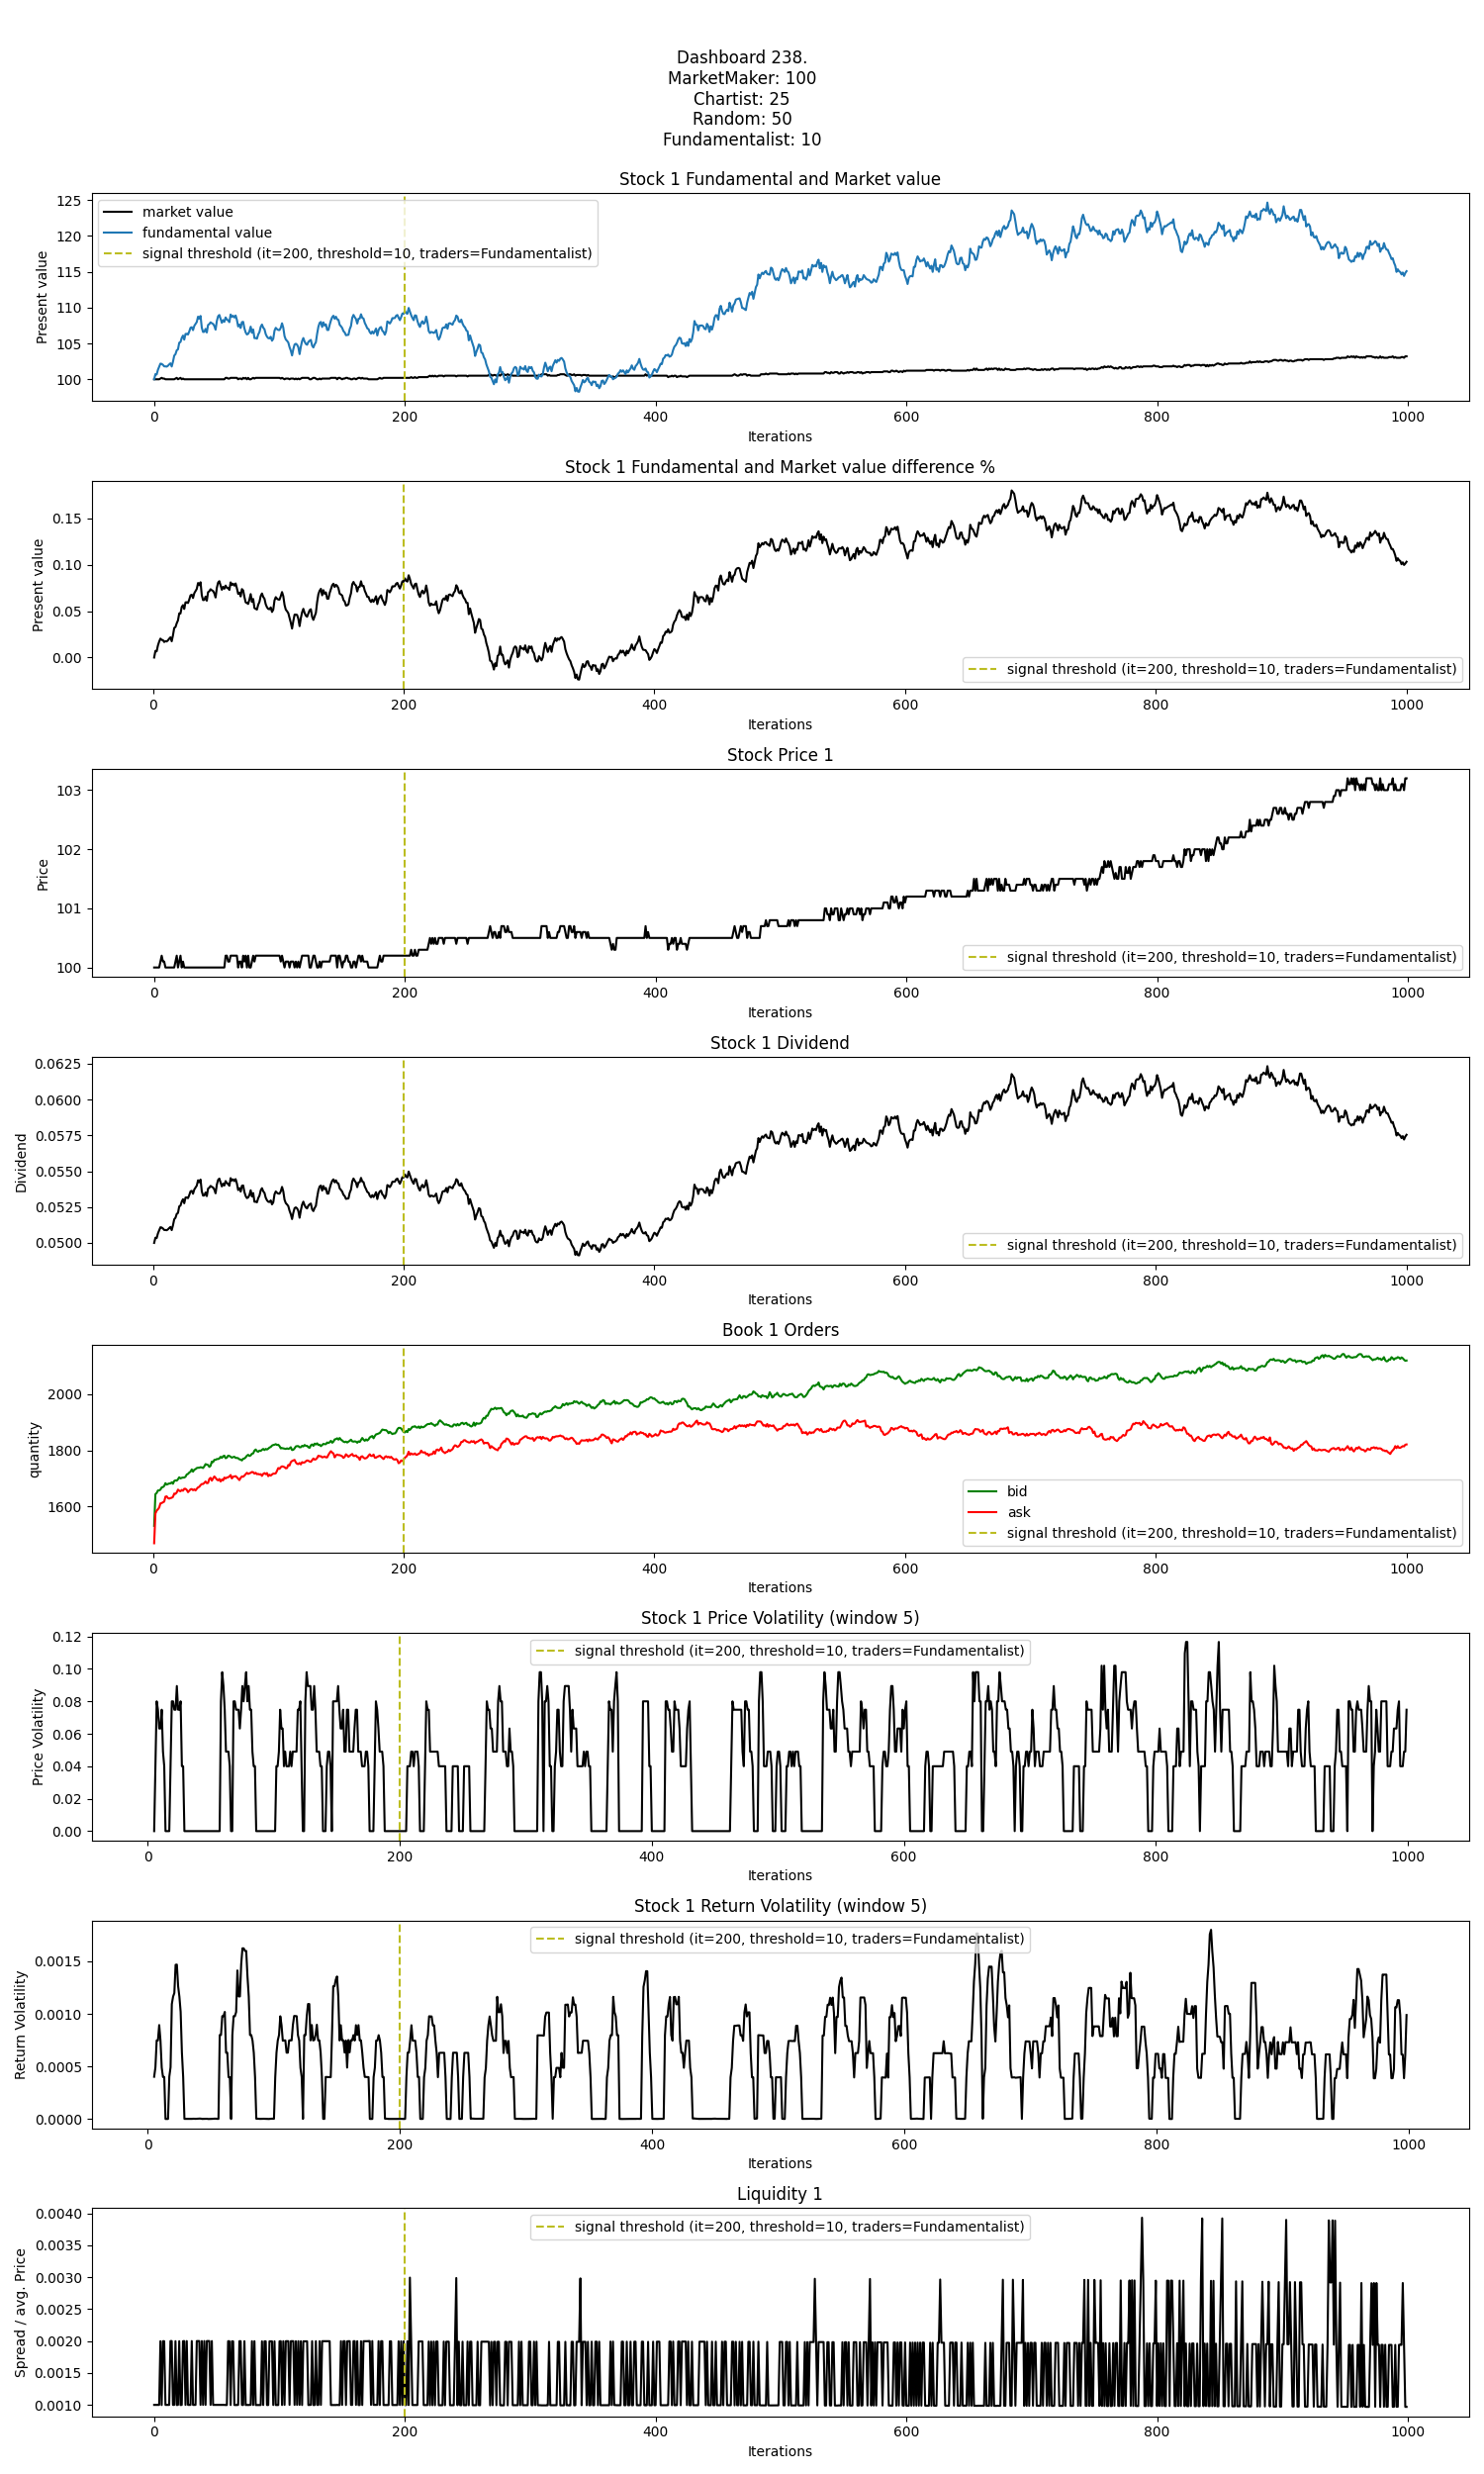 Dashboard 238.
MarketMaker: 100
Chartist: 25
Random: 50
Fundamentalist: 10
Stock 1 Fundamental and Market value
125
120
115
110
105
100
Present value
market value
fundamental value
signal threshold (it=200, threshold=10, traders=Fundamentalist)
0 200 400 600 800 1000
Iterations
Stock 1 Fundamental and Market value difference %
0.15
0.10
0.05
0.00
Present value
signal threshold (it=200, threshold=10, traders=Fundamentalist)
0 200 400 600 800 1000
Iterations
Stock Price 1
103
102
101
100
Price
signal threshold (it=200, threshold=10, traders=Fundamentalist)
0 200 400 600 800 1000
Iterations
Stock 1 Dividend
0.0625
0.0600
0.0575
0.0550
0.0525
0.0500
Dividend
signal threshold (it=200, threshold=10, traders=Fundamentalist)
0 200 400 600 800 1000
Iterations
Book 1 Orders
2000
1800
1600
quantity
bid
ask
signal threshold (it=200, threshold=10, traders=Fundamentalist)
0 200 400 600 800 1000
Iterations
Stock 1 Price Volatility (window 5)
0.12
0.10
0.08
0.06
0.04
0.02
0.00
Price Volatility
signal threshold (it=200, threshold=10, traders=Fundamentalist)
0 200 400 600 800 1000
Iterations
Stock 1 Return Volatility (window 5)
0.0015
0.0010
0.0005
0.0000
Return Volatility
signal threshold (it=200, threshold=10, traders=Fundamentalist)
0 200 400 600 800 1000
Iterations
Liquidity 1
0.0040
0.0035
0.0030
0.0025
0.0020
0.0015
0.0010
Spread / avg. Price
signal threshold (it=200, threshold=10, traders=Fundamentalist)
0 200 400 600 800 1000
Iterations